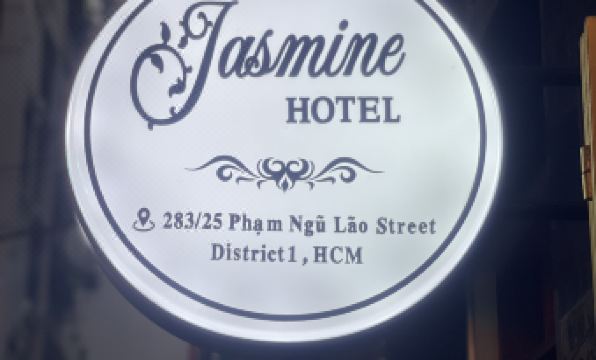 Jasmine
HOTEL
283/25 Phạm Ngũ Lão Street
District1, HCM